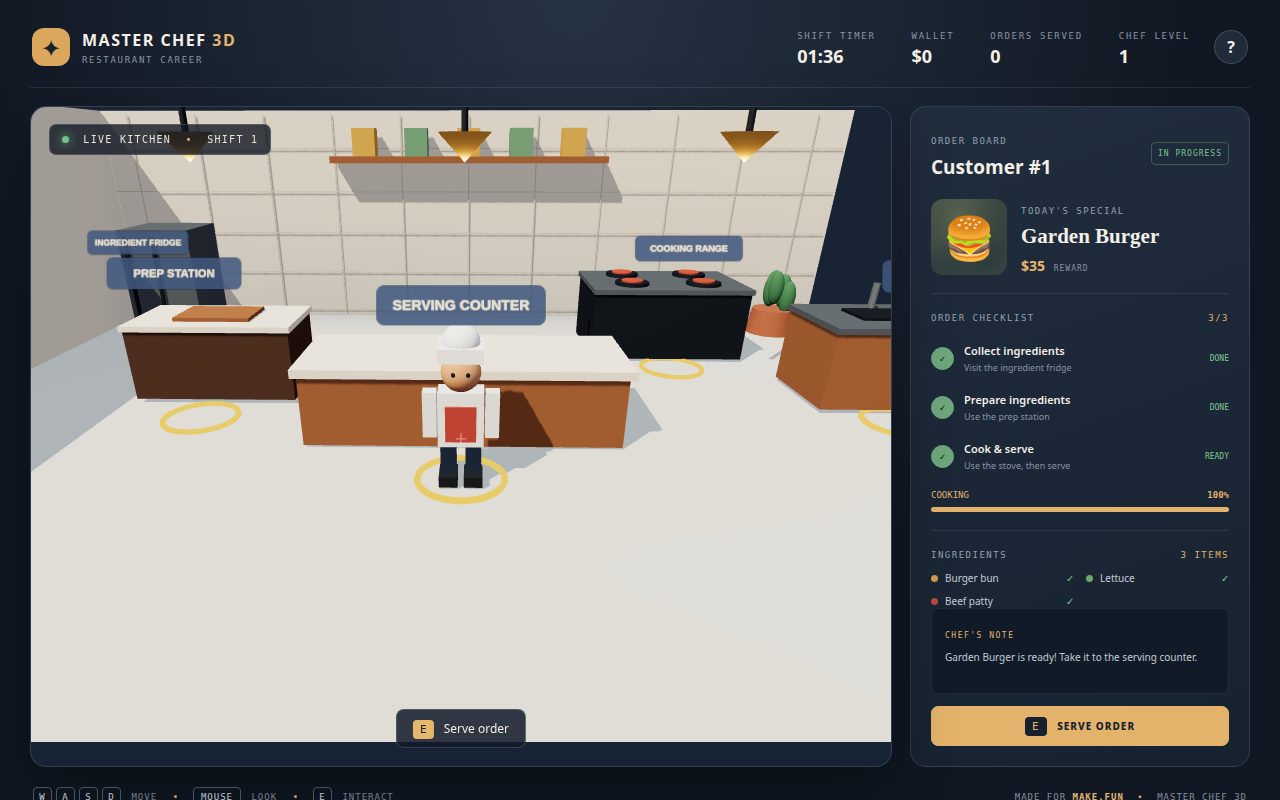 MASTER CHEF 3D
RESTAURANT CAREER
SHIFT TIMER
01:36
WALLET
$0
ORDERS SERVED
0
CHEF LEVEL
1
?
LIVE KITCHEN • SHIFT 1
INGREDIENT FRIDGE
PREP STATION
SERVING COUNTER
COOKING RANGE
E Serve order
ORDER BOARD
Customer #1
IN PROGRESS
TODAY'S SPECIAL
Garden Burger
$35 REWARD
ORDER CHECKLIST 3/3
✓ Collect ingredients DONE
Visit the ingredient fridge
✓ Prepare ingredients DONE
Use the prep station
✓ Cook & serve READY
Use the stove, then serve
COOKING 100%
INGREDIENTS 3 ITEMS
Burger bun ✓ Lettuce ✓
Beef patty ✓
CHEF'S NOTE
Garden Burger is ready! Take it to the serving counter.
E SERVE ORDER
W A S D MOVE • MOUSE LOOK • E INTERACT
MADE FOR MAKE.FUN • MASTER CHEF 3D